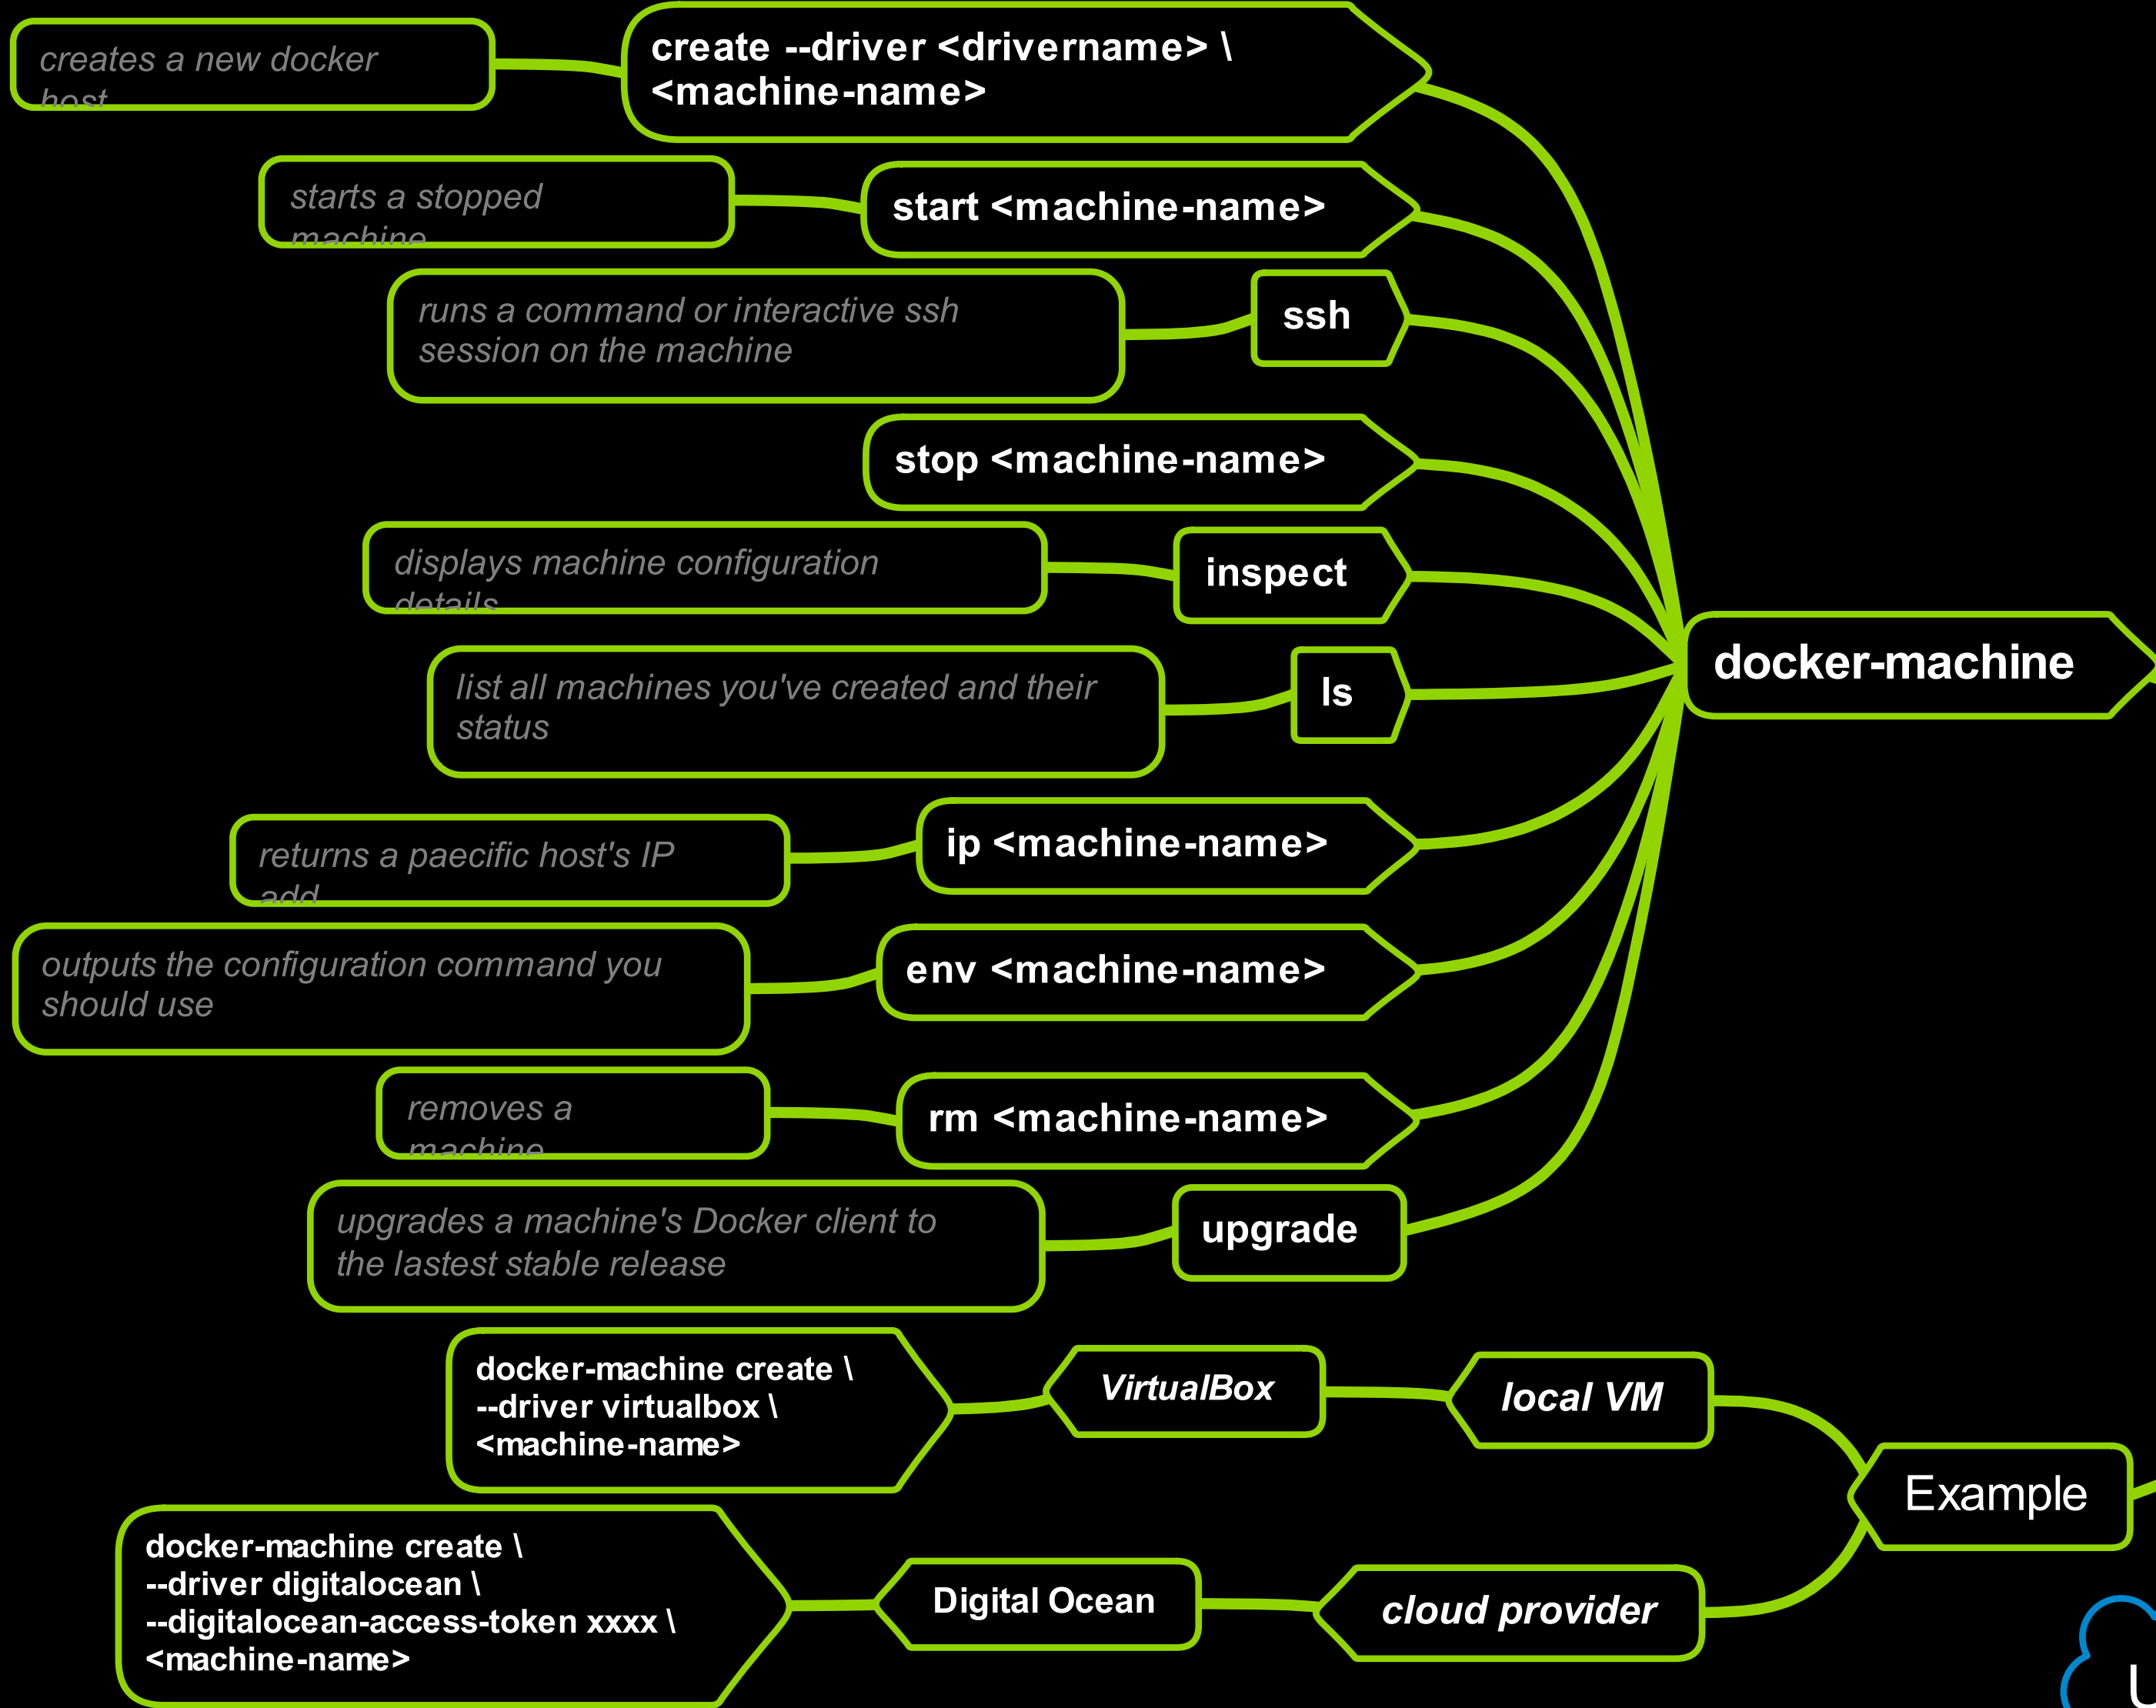 creates a new docker
host
create --driver <drivername> \
<machine-name>
starts a stopped
machine
start <machine-name>
runs a command or interactive ssh
session on the machine
ssh
stop <machine-name>
displays machine configuration
details
inspect
docker-machine
list all machines you've created and their
status
ls
returns a paecific host's IP
add
ip <machine-name>
outputs the configuration command you
should use
env <machine-name>
removes a
machine
rm <machine-name>
upgrades a machine's Docker client to
the lastest stable release
upgrade
docker-machine create \
--driver virtualbox \
<machine-name>
VirtualBox
local VM
Example
docker-machine create \
--driver digitalocean \
--digitalocean-access-token xxxx \
<machine-name>
Digital Ocean
cloud provider